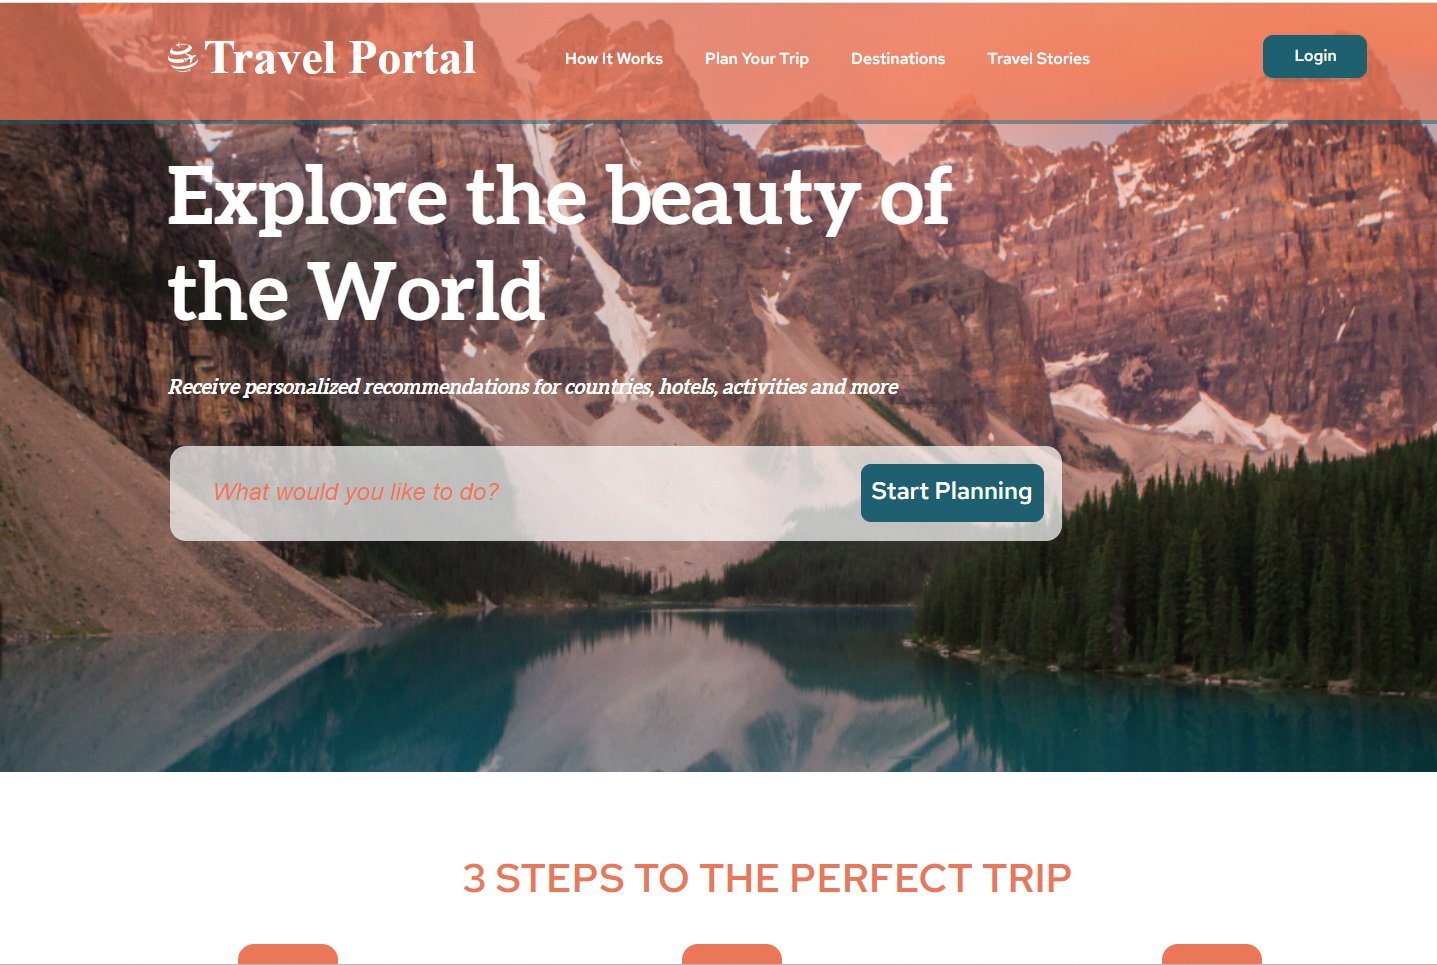 Travel Portal
How It Works
Plan Your Trip
Destinations
Travel Stories
Login
Explore the beauty of
the World
Receive personalized recommendations for countries, hotels, activities and more
What would you like to do?
Start Planning
3 STEPS TO THE PERFECT TRIP